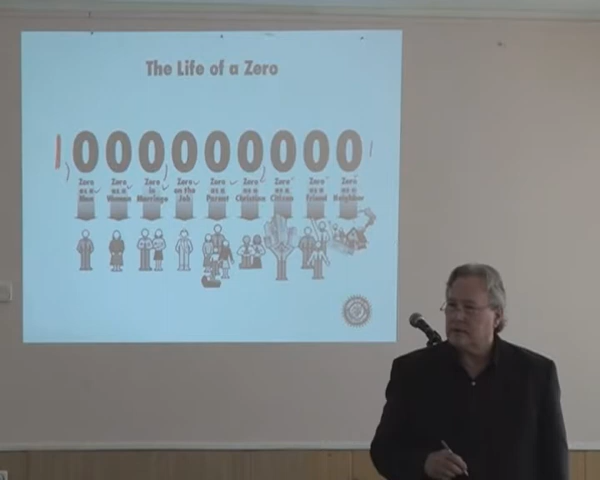 The Life of a Zero
1000000000
Zero as a Man
Zero as a Woman
Zero in Marriage
Zero on the Job
Zero as a Parent
Zero as a Christian
Zero as a Citizen
Zero as a Friend
Zero as a Neighbor